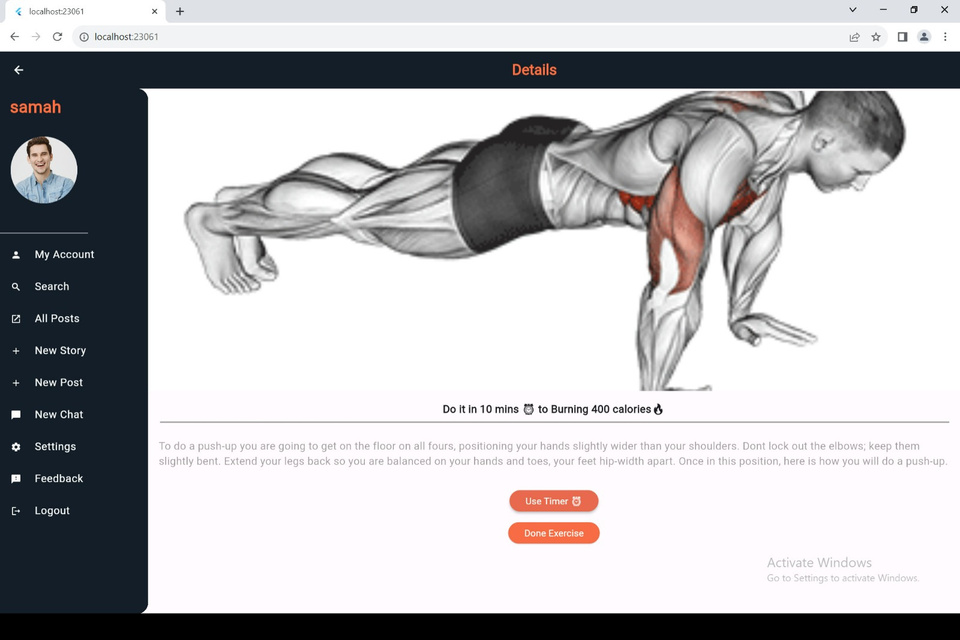 localhost:23061
localhost:23061
Details
samah
My Account
Search
All Posts
New Story
New Post
New Chat
Settings
Feedback
Logout
Do it in 10 mins ⏰ to Burning 400 calories🔥
To do a push-up you are going to get on the floor on all fours, positioning your hands slightly wider than your shoulders. Dont lock out the elbows; keep them
slightly bent. Extend your legs back so you are balanced on your hands and toes, your feet hip-width apart. Once in this position, here is how you will do a push-up.
Use Timer ⏰
Done Exercise
Activate Windows
Go to Settings to activate Windows.